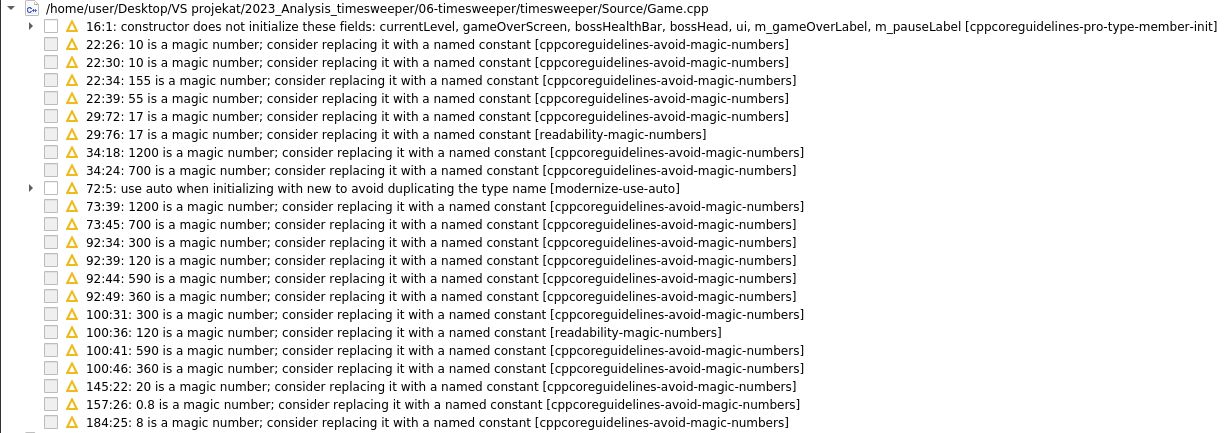 /home/user/Desktop/VS projekat/2023_Analysis_timesweeper/06-timesweeper/timesweeper/Source/Game.cpp
16:1: constructor does not initialize these fields: currentLevel, gameOverScreen, bossHealthBar, bossHead, ui, m_gameOverLabel, m_pauseLabel [cppcoreguidelines-pro-type-member-init]
22:26: 10 is a magic number; consider replacing it with a named constant [cppcoreguidelines-avoid-magic-numbers]
22:30: 10 is a magic number; consider replacing it with a named constant [cppcoreguidelines-avoid-magic-numbers]
22:34: 155 is a magic number; consider replacing it with a named constant [cppcoreguidelines-avoid-magic-numbers]
22:39: 55 is a magic number; consider replacing it with a named constant [cppcoreguidelines-avoid-magic-numbers]
29:72: 17 is a magic number; consider replacing it with a named constant [cppcoreguidelines-avoid-magic-numbers]
29:76: 17 is a magic number; consider replacing it with a named constant [readability-magic-numbers]
34:18: 1200 is a magic number; consider replacing it with a named constant [cppcoreguidelines-avoid-magic-numbers]
34:24: 700 is a magic number; consider replacing it with a named constant [cppcoreguidelines-avoid-magic-numbers]
72:5: use auto when initializing with new to avoid duplicating the type name [modernize-use-auto]
73:39: 1200 is a magic number; consider replacing it with a named constant [cppcoreguidelines-avoid-magic-numbers]
73:45: 700 is a magic number; consider replacing it with a named constant [cppcoreguidelines-avoid-magic-numbers]
92:34: 300 is a magic number; consider replacing it with a named constant [cppcoreguidelines-avoid-magic-numbers]
92:39: 120 is a magic number; consider replacing it with a named constant [cppcoreguidelines-avoid-magic-numbers]
92:44: 590 is a magic number; consider replacing it with a named constant [cppcoreguidelines-avoid-magic-numbers]
92:49: 360 is a magic number; consider replacing it with a named constant [cppcoreguidelines-avoid-magic-numbers]
100:31: 300 is a magic number; consider replacing it with a named constant [cppcoreguidelines-avoid-magic-numbers]
100:36: 120 is a magic number; consider replacing it with a named constant [readability-magic-numbers]
100:41: 590 is a magic number; consider replacing it with a named constant [cppcoreguidelines-avoid-magic-numbers]
100:46: 360 is a magic number; consider replacing it with a named constant [cppcoreguidelines-avoid-magic-numbers]
145:22: 20 is a magic number; consider replacing it with a named constant [cppcoreguidelines-avoid-magic-numbers]
157:26: 0.8 is a magic number; consider replacing it with a named constant [cppcoreguidelines-avoid-magic-numbers]
184:25: 8 is a magic number; consider replacing it with a named constant [cppcoreguidelines-avoid-magic-numbers]